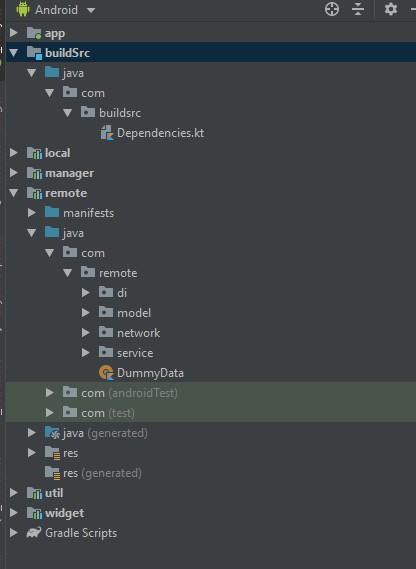 Android
app
buildSrc
java
com
buildsrc
Dependencies.kt
local
manager
remote
manifests
java
com
remote
di
model
network
service
DummyData
com (androidTest)
com (test)
java (generated)
res
res (generated)
util
widget
Gradle Scripts